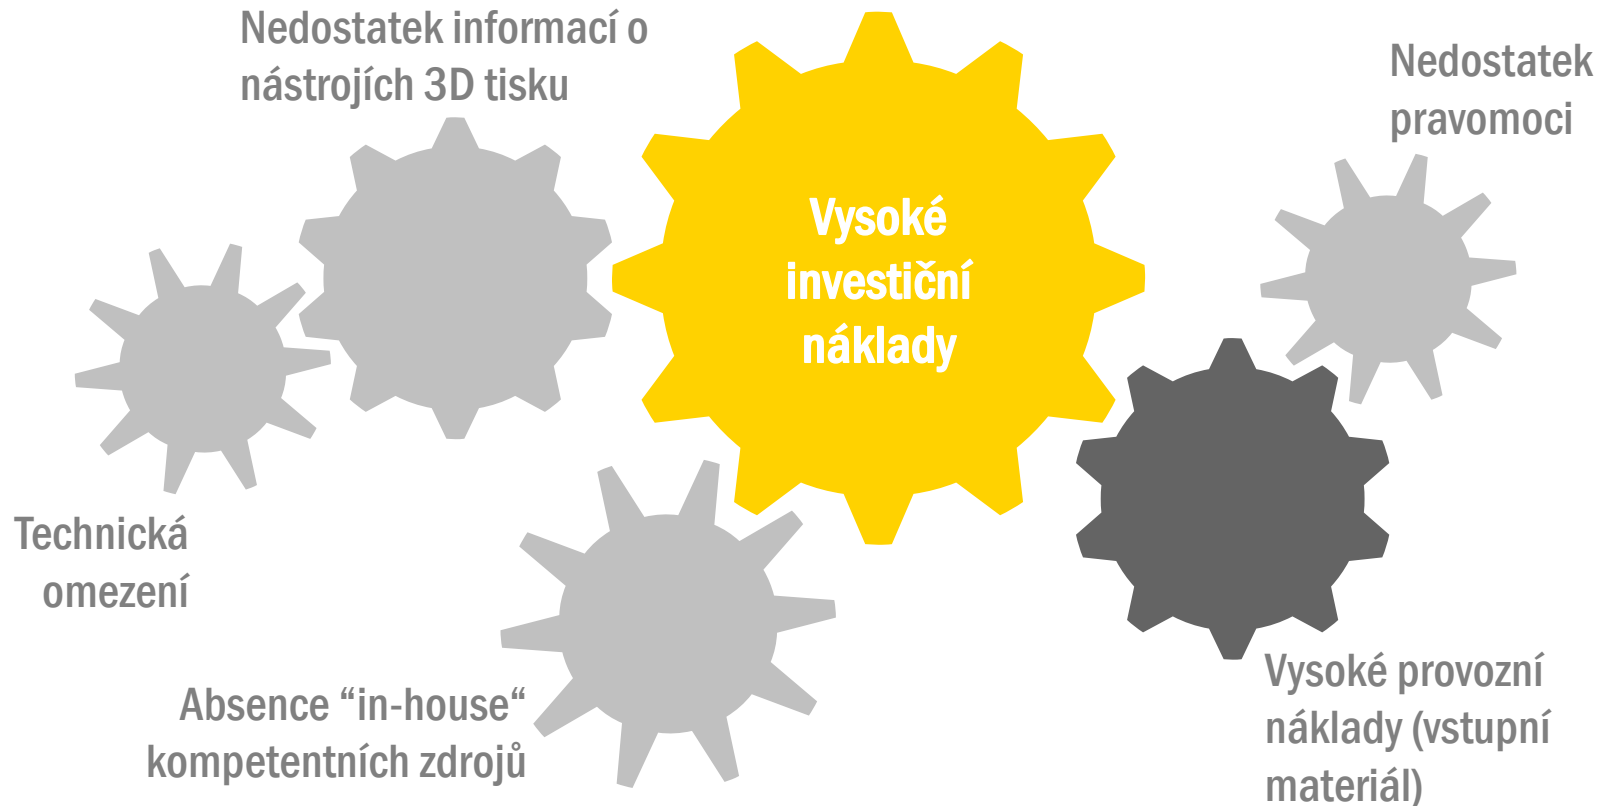 Nedostatek informací o
nástrojích 3D tisku
Nedostatek
pravomoci
Vysoké
investiční
náklady
Technická
omezení
Absence “in-house“
kompetentních zdrojů
Vysoké provozní
náklady (vstupní
materiál)